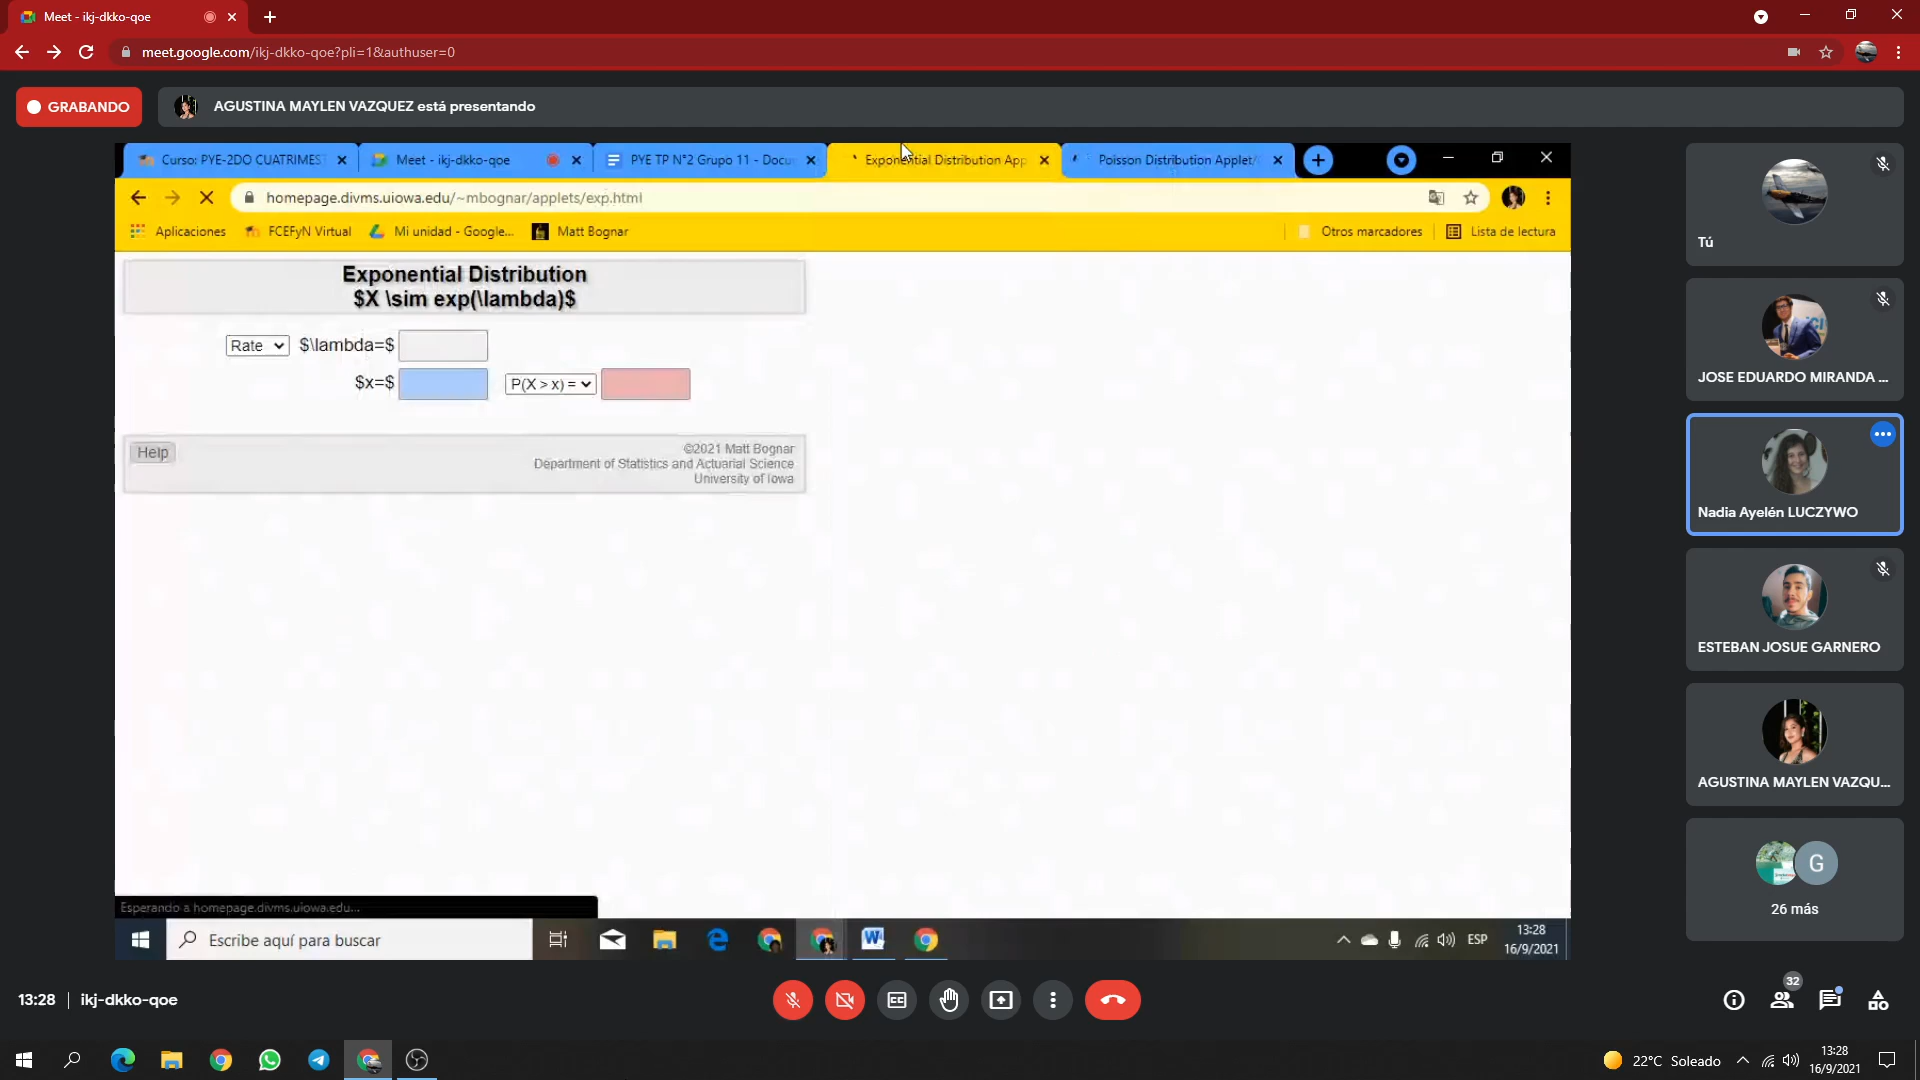 Meet - ikj-dkko-qoe
meet.google.com/ikj-dkko-qoe?pli=1&authuser=0
GRABANDO
AGUSTINA MAYLEN VAZQUEZ está presentando
Curso: PYE-2DO CUATRIMEST
Meet - ikj-dkko-qoe
PYE TP N°2 Grupo 11 - Docu
Exponential Distribution App
Poisson Distribution Applet/
homepage.divms.uiowa.edu/~mbognar/applets/exp.html
Aplicaciones
FCEFyN Virtual
Mi unidad - Google...
Matt Bognar
Otros marcadores
Lista de lectura
Exponential Distribution
$X \sim exp(\lambda)$
Rate
$\lambda=$
$x=$
P(X > x) =
Help
©2021 Matt Bognar
Department of Statistics and Actuarial Science
University of Iowa
Esperando a homepage.divms.uiowa.edu...
Escribe aquí para buscar
ESP
13:28
16/9/2021
Tú
JOSE EDUARDO MIRANDA ...
Nadia Ayelén LUCZYWO
ESTEBAN JOSUE GARNERO
AGUSTINA MAYLEN VAZQU...
G
26 más
13:28 | ikj-dkko-qoe
32
22°C Soleado
13:28
16/9/2021